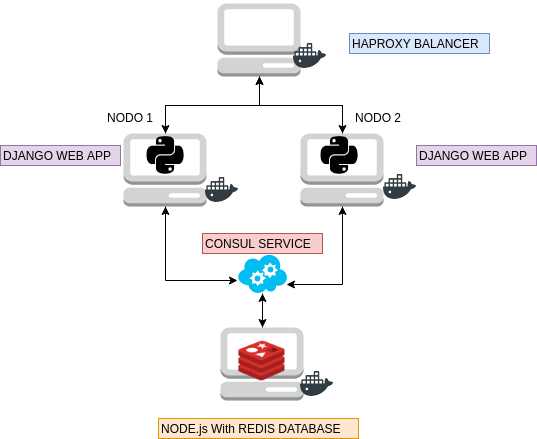 HAPROXY BALANCER
NODO 1
NODO 2
DJANGO WEB APP
DJANGO WEB APP
CONSUL SERVICE
NODE.js With REDIS DATABASE